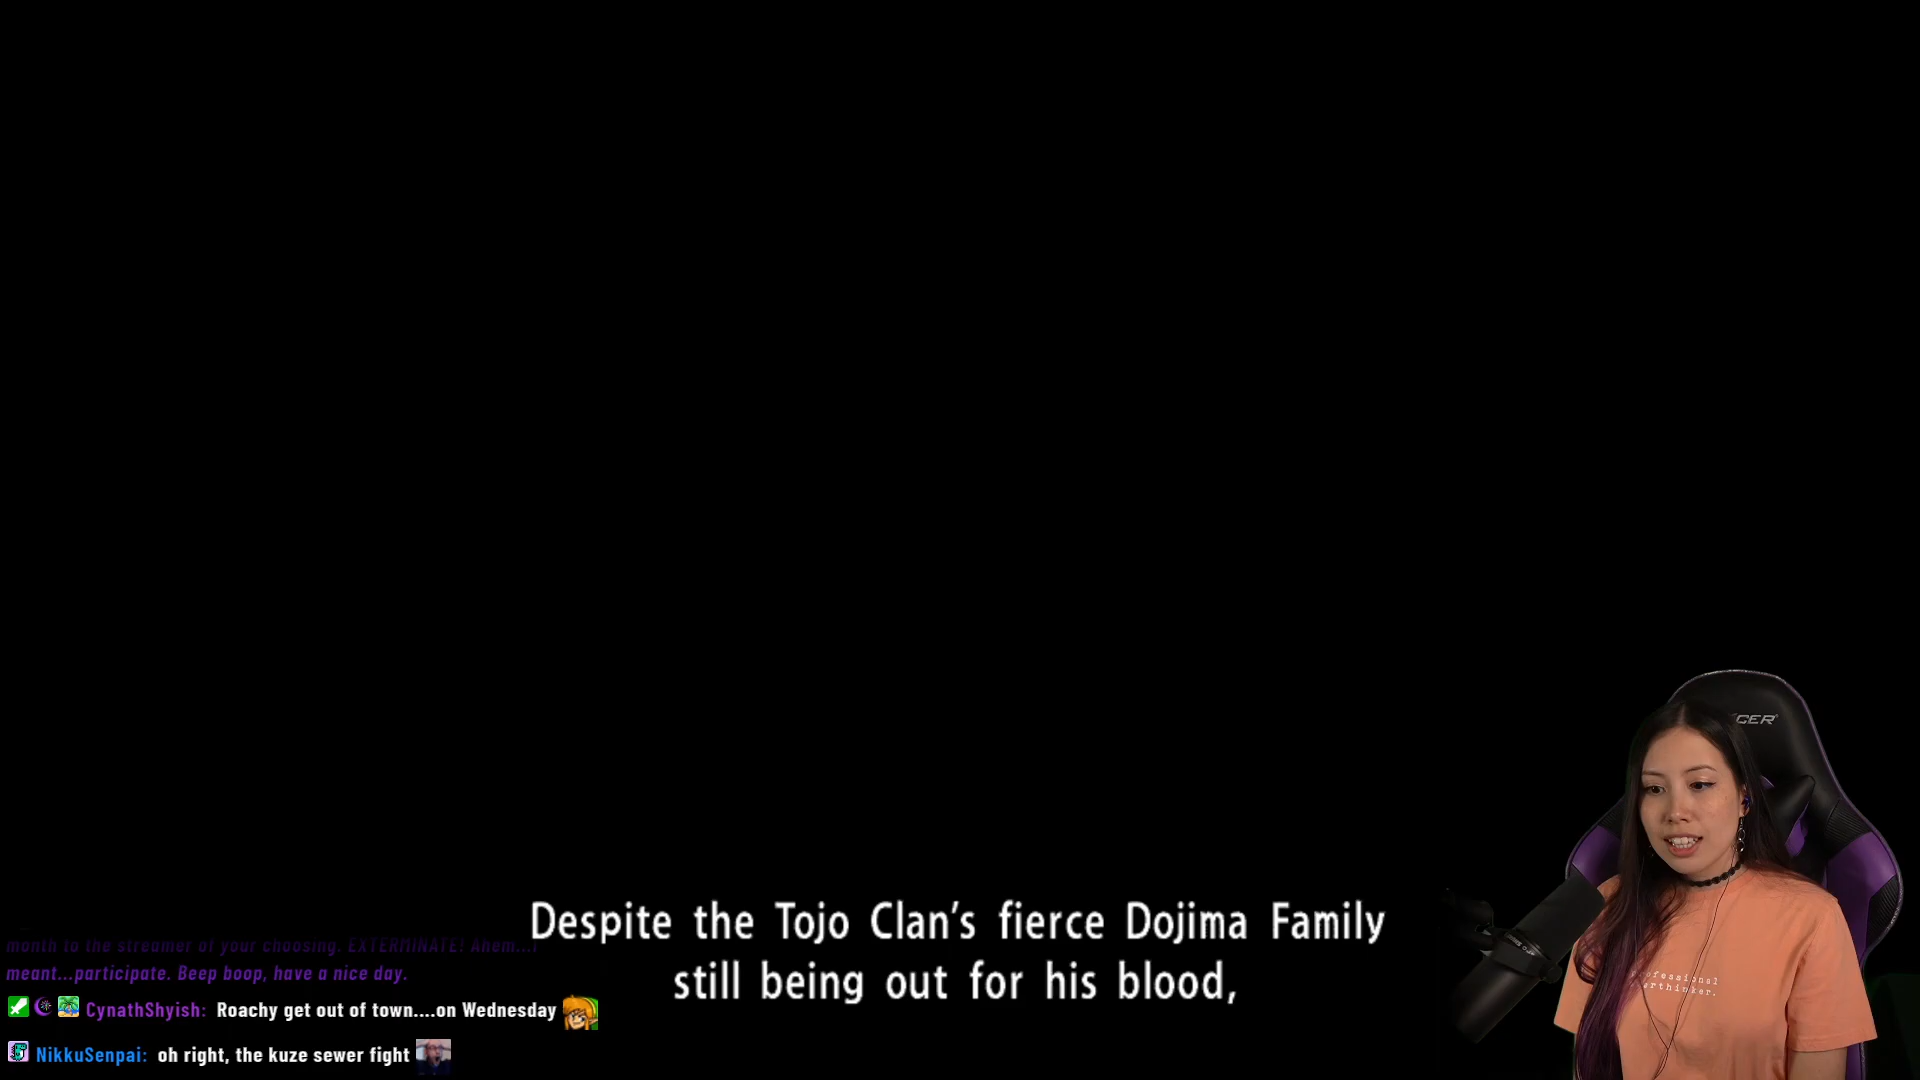 Despite the Tojo Clan's fierce Dojima Family
still being out for his blood,
month to the streamer of your choosing. EXTERMINATE! Ahem...I
meant...participate. Beep boop, have a nice day.
CynathShyish: Roachy get out of town....on Wednesday
NikkuSenpai: oh right, the kuze sewer fight
professional